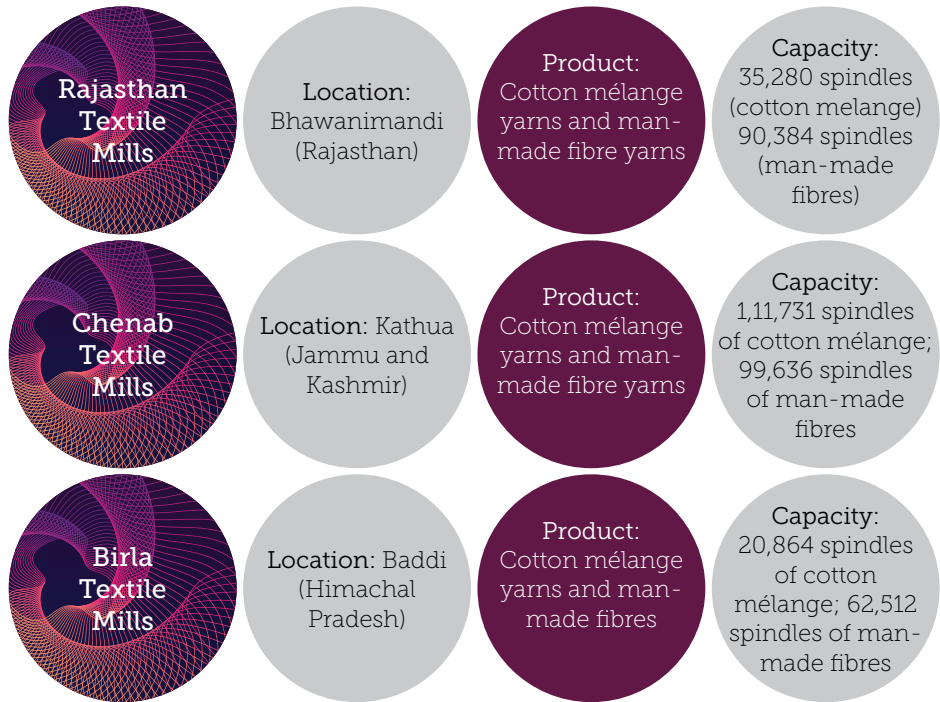 Rajasthan
Textile
Mills
Location:
Bhawanimandi
(Rajasthan)
Product:
Cotton mélange
yarns and man-
made fibre yarns
Capacity:
35,280 spindles
(cotton melange)
90,384 spindles
(man-made
fibres)
Chenab
Textile
Mills
Location: Kathua
(Jammu and
Kashmir)
Product:
Cotton mélange
yarns and man-
made fibre yarns
Capacity:
1,11,731 spindles
of cotton mélange;
99,636 spindles
of man-made
fibres
Birla
Textile
Mills
Location: Baddi
(Himachal
Pradesh)
Product:
Cotton mélange
yarns and man-
made fibres
Capacity:
20,864 spindles
of cotton
mélange; 62,512
spindles of man-
made fibres